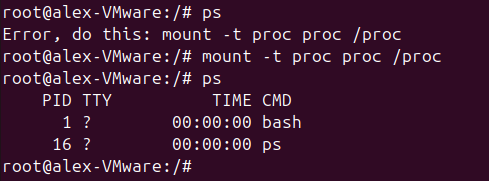 root@alex-VMware:/# ps
Error, do this: mount -t proc proc /proc
root@alex-VMware:/# mount -t proc proc /proc
root@alex-VMware:/# ps
    PID TTY          TIME CMD
      1 ?        00:00:00 bash
     16 ?        00:00:00 ps
root@alex-VMware:/#